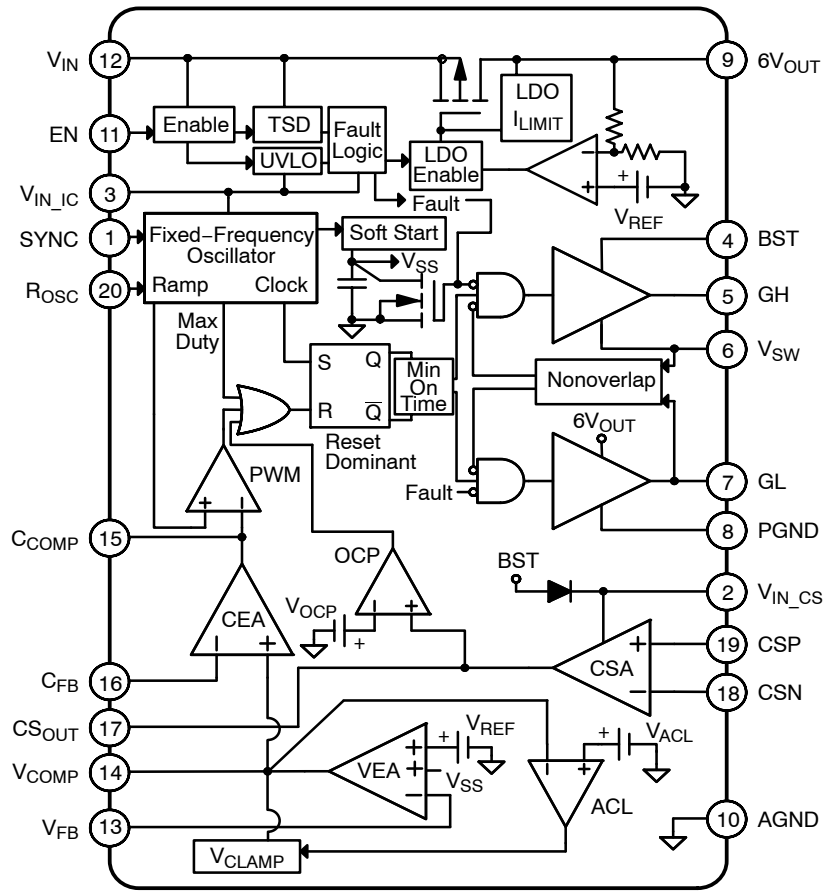 V_IN 12
9 6V_OUT
LDO
I_LIMIT
EN 11
Enable
TSD
UVLO
Fault
Logic
LDO
Enable
−
+
+
V_REF
V_IN_IC 3
Fault
SYNC 1
Fixed−Frequency
Oscillator
Ramp Clock
Soft Start
V_SS
4 BST
R_OSC 20
5 GH
Max
Duty
6 V_SW
S Q
R Q̅
Min
On
Time
Nonoverlap
Reset
Dominant
6V_OUT
PWM
+ −
Fault
7 GL
8 PGND
C_COMP 15
OCP
− +
V_OCP
+
BST
2 V_IN_CS
CEA
− +
CSA
+
−
19 CSP
18 CSN
C_FB 16
CS_OUT 17
V_COMP 14
VEA
+
+
−
+
V_REF
V_SS
− +
ACL
+
V_ACL
V_FB 13
V_CLAMP
10 AGND